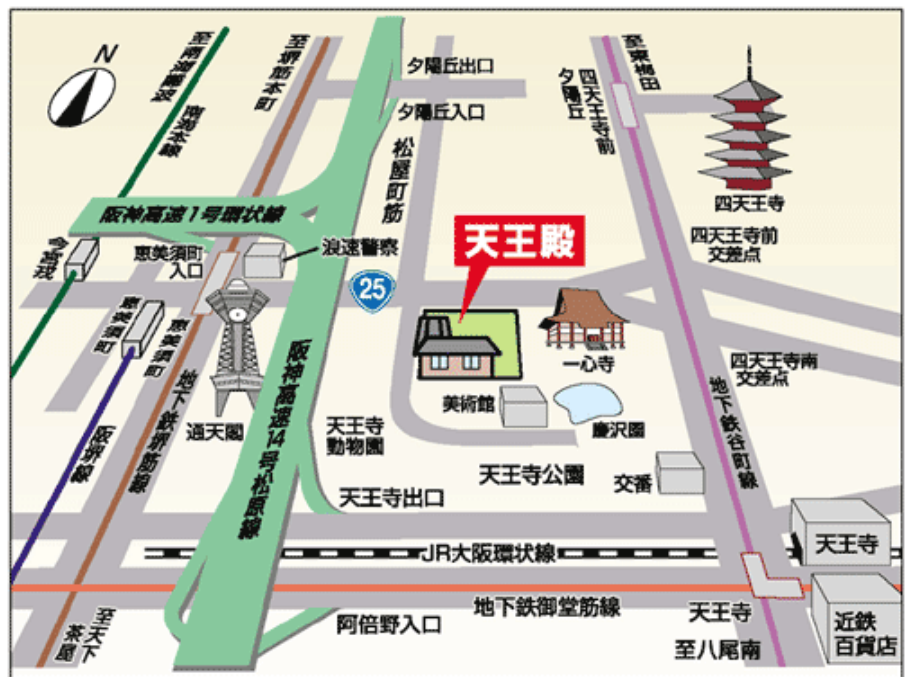 N
至南海難波
南海本線
至堺筋本町
夕陽丘出口
夕陽丘入口
松屋町筋
至東梅田
四天王寺前
夕陽丘
四天王寺
四天王寺前
交差点
阪神高速1号環状線
今宮戎
恵美須町
入口
浪速警察
天王殿
25
恵美須町
恵美須町
地下鉄堺筋線
阪堺線
通天閣
阪神高速14号松原線
天王寺
動物園
一心寺
美術館
慶沢園
四天王寺南
交差点
地下鉄谷町線
天王寺公園
交番
天王寺出口
JR大阪環状線
天王寺
地下鉄御堂筋線
天王寺
阿倍野入口
至八尾南
近鉄
百貨店
至天下
茶屋